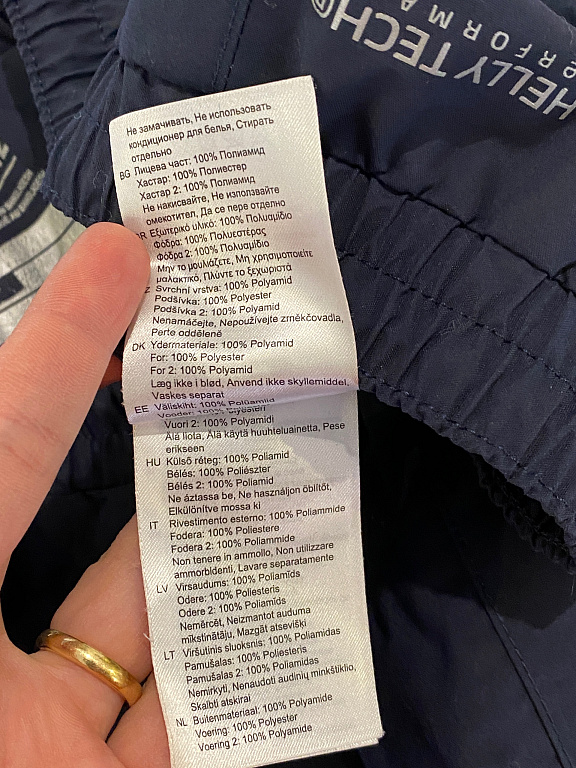 HELLY TECH®
PERFORMA
Не замачивать, Не использовать
кондиционер для белья, Стирать
отдельно
BG Лицева част: 100% Полиамид
Хастар: 100% Полиестер
Хастар 2: 100% Полиамид
Не накисвайте, Не използвайте
омекотител, Да се пере отделно
GR Εξωτερικό υλικό: 100% Πολυαμίδιο
Φόδρα: 100% Πολυεστέρας
Φόδρα 2: 100% Πολυαμίδιο
Μην το μουλιάζετε, Μη χρησιμοποιείτε
μαλακτικό, Πλύντε το ξεχωριστά
Z Svrchní vrstva: 100% Polyamid
Podšívka: 100% Polyester
Podšívka 2: 100% Polyamid
Nenamáčejte, Nepoužívejte zrněkčovadla,
Perte odděleně
DK Ydermateriale: 100% Polyamid
For: 100% Polyester
For 2: 100% Polyamid
Læg ikke i blød, Anvend ikke skyllemiddel,
Vaskes separat
EE Väliskiht: 100% Polüamiid
Vuori 2: 100% Polyamidi
Älä liota, Älä käytä huuhteluainetta, Pese
erikseen
HU Külső réteg: 100% Poliamid
Bélés: 100% Poliészter
Bélés 2: 100% Poliamid
Ne áztassa be, Ne használjon öblítőt,
Elkülönítve mossa ki
IT Rivestimento esterno: 100% Poliammide
Fodera: 100% Poliestere
Fodera 2: 100% Poliammide
Non tenere in ammollo, Non utilizzare
ammorbidenti, Lavare separatamente
LV Virsaudums: 100% Poliamīds
Odere: 100% Poliesteris
Odere 2: 100% Poliamīds
Nemērcēt, Neizmantot auduma
mīkstinātāju, Mazgāt atsevišķi
LT Viršutinis sluoksnis: 100% Poliamidas
Pamušalas: 100% Poliesteris
Pamušalas 2: 100% Poliamidas
Nemirkyti, Nenaudoti audinių minkštiklio,
Skalbti atskirai
NL Buitenmateriaal: 100% Polyamide
Voering: 100% Polyester
Voering 2: 100% Polyamide